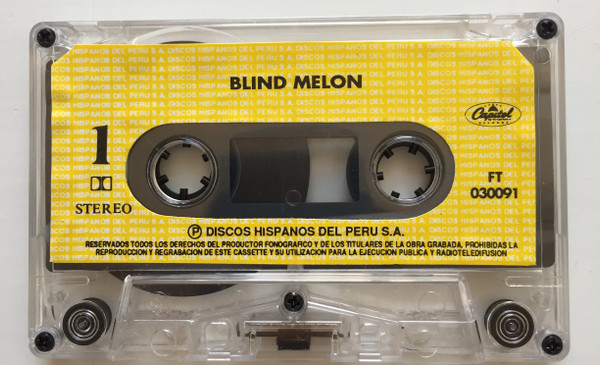 BLIND MELON
Capitol
1
STEREO
FT
030091
Ⓟ DISCOS HISPANOS DEL PERU S.A.
RESERVADOS TODOS LOS DERECHOS DEL PRODUCTOR FONOGRAFICO Y DE LOS TITULARES DE LA OBRA GRABADA, PROHIBIDAS LA
REPRODUCCION Y REGRABACION DE ESTE CASSETTE Y SU UTILIZACION PARA LA EJECUCION PUBLICA Y RADIOTELEDIFUSION